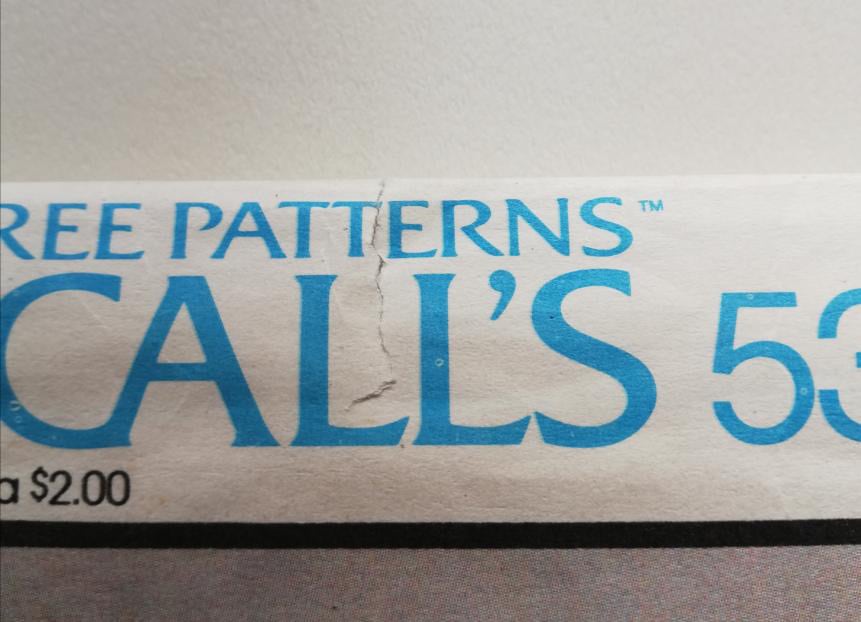 REE PATTERNS™
CALL'S 53
a $2.00